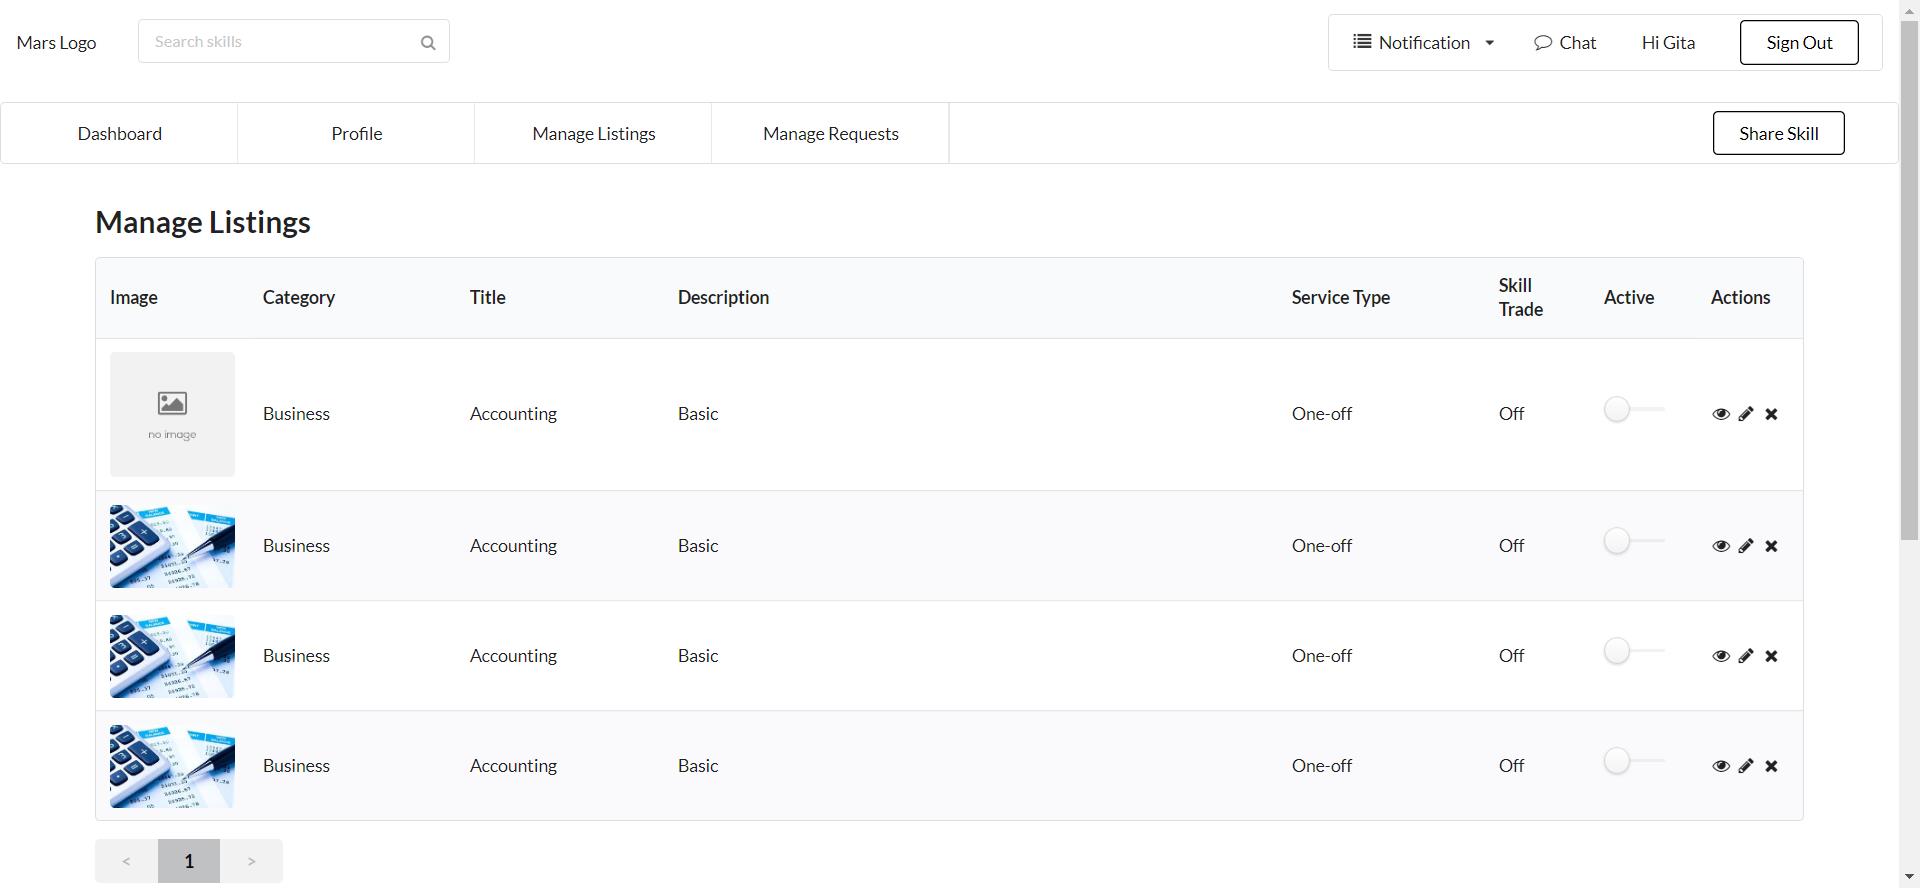 Mars Logo
Search skills
Notification
Chat
Hi Gita
Sign Out
Dashboard
Profile
Manage Listings
Manage Requests
Share Skill
Manage Listings
Image
Category
Title
Description
Service Type
Skill
Trade
Active
Actions
no image
Business
Accounting
Basic
One-off
Off
Business
Accounting
Basic
One-off
Off
Business
Accounting
Basic
One-off
Off
Business
Accounting
Basic
One-off
Off
< 1 >